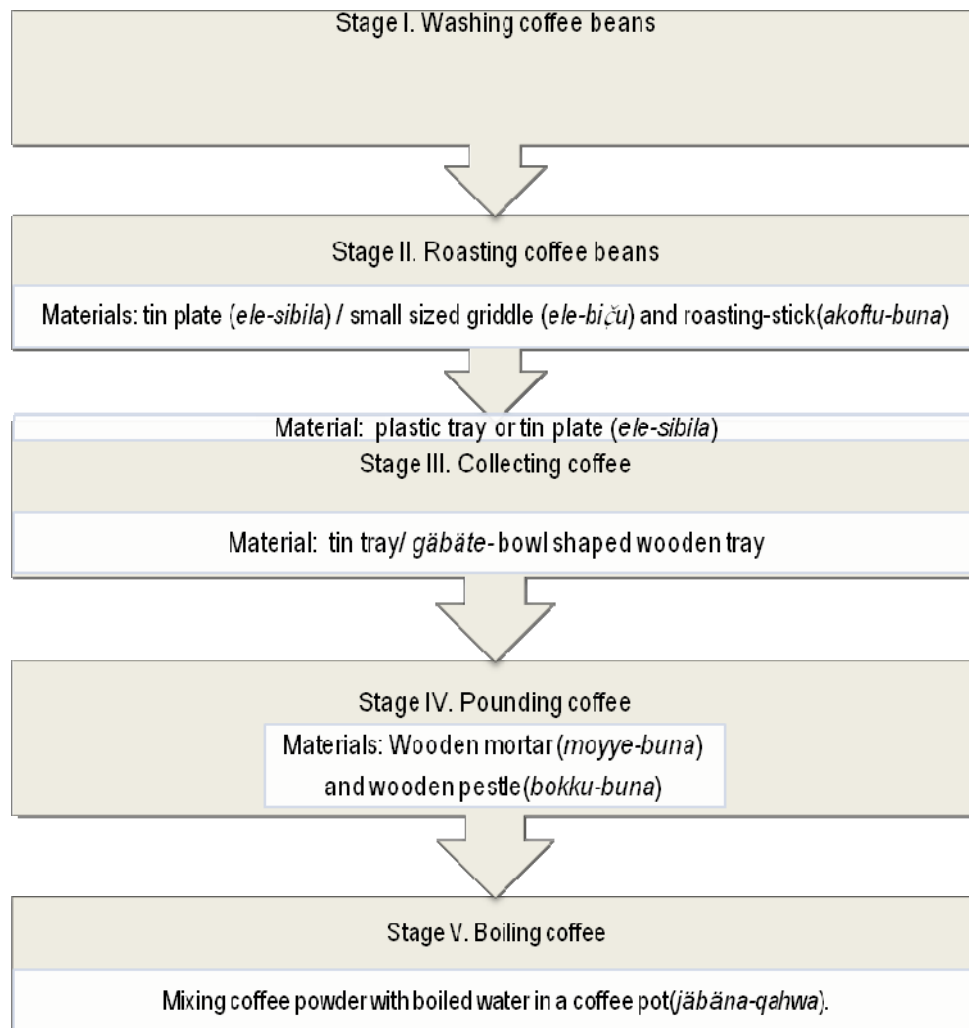 Stage I. Washing coffee beans
Stage II. Roasting coffee beans
Materials: tin plate (ele-sibila) / small sized griddle (ele-biču) and roasting-stick(akoftu-buna)
Material: plastic tray or tin plate (ele-sibila)
Stage III. Collecting coffee
Material: tin tray/ gäbäte- bowl shaped wooden tray
Stage IV. Pounding coffee
Materials: Wooden mortar (moyye-buna)
and wooden pestle(bokku-buna)
Stage V. Boiling coffee
Mixing coffee powder with boiled water in a coffee pot(jäbäna-qahwa).